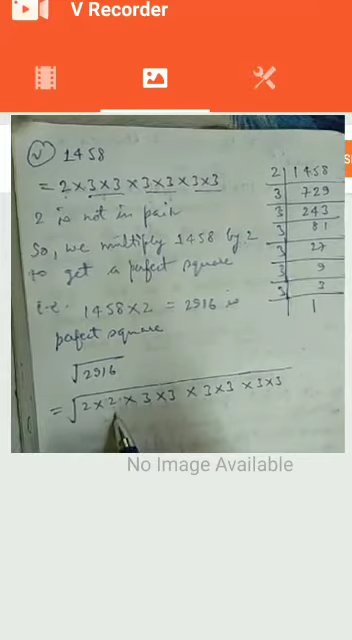 V Recorder
(v) 1458
= 2 × 3 × 3 × 3 × 3 × 3 × 3
2 is not in pair
So, we multiply 1458 by 2
to get a perfect square
i.e. 1458 × 2 = 2916 is
perfect square
√2916
= √2 × 2 × 3 × 3 × 3 × 3 × 3 × 3
2 | 1458
3 | 729
3 | 243
3 | 81
3 | 27
3 | 9
3 | 3
| 1
No Image Available